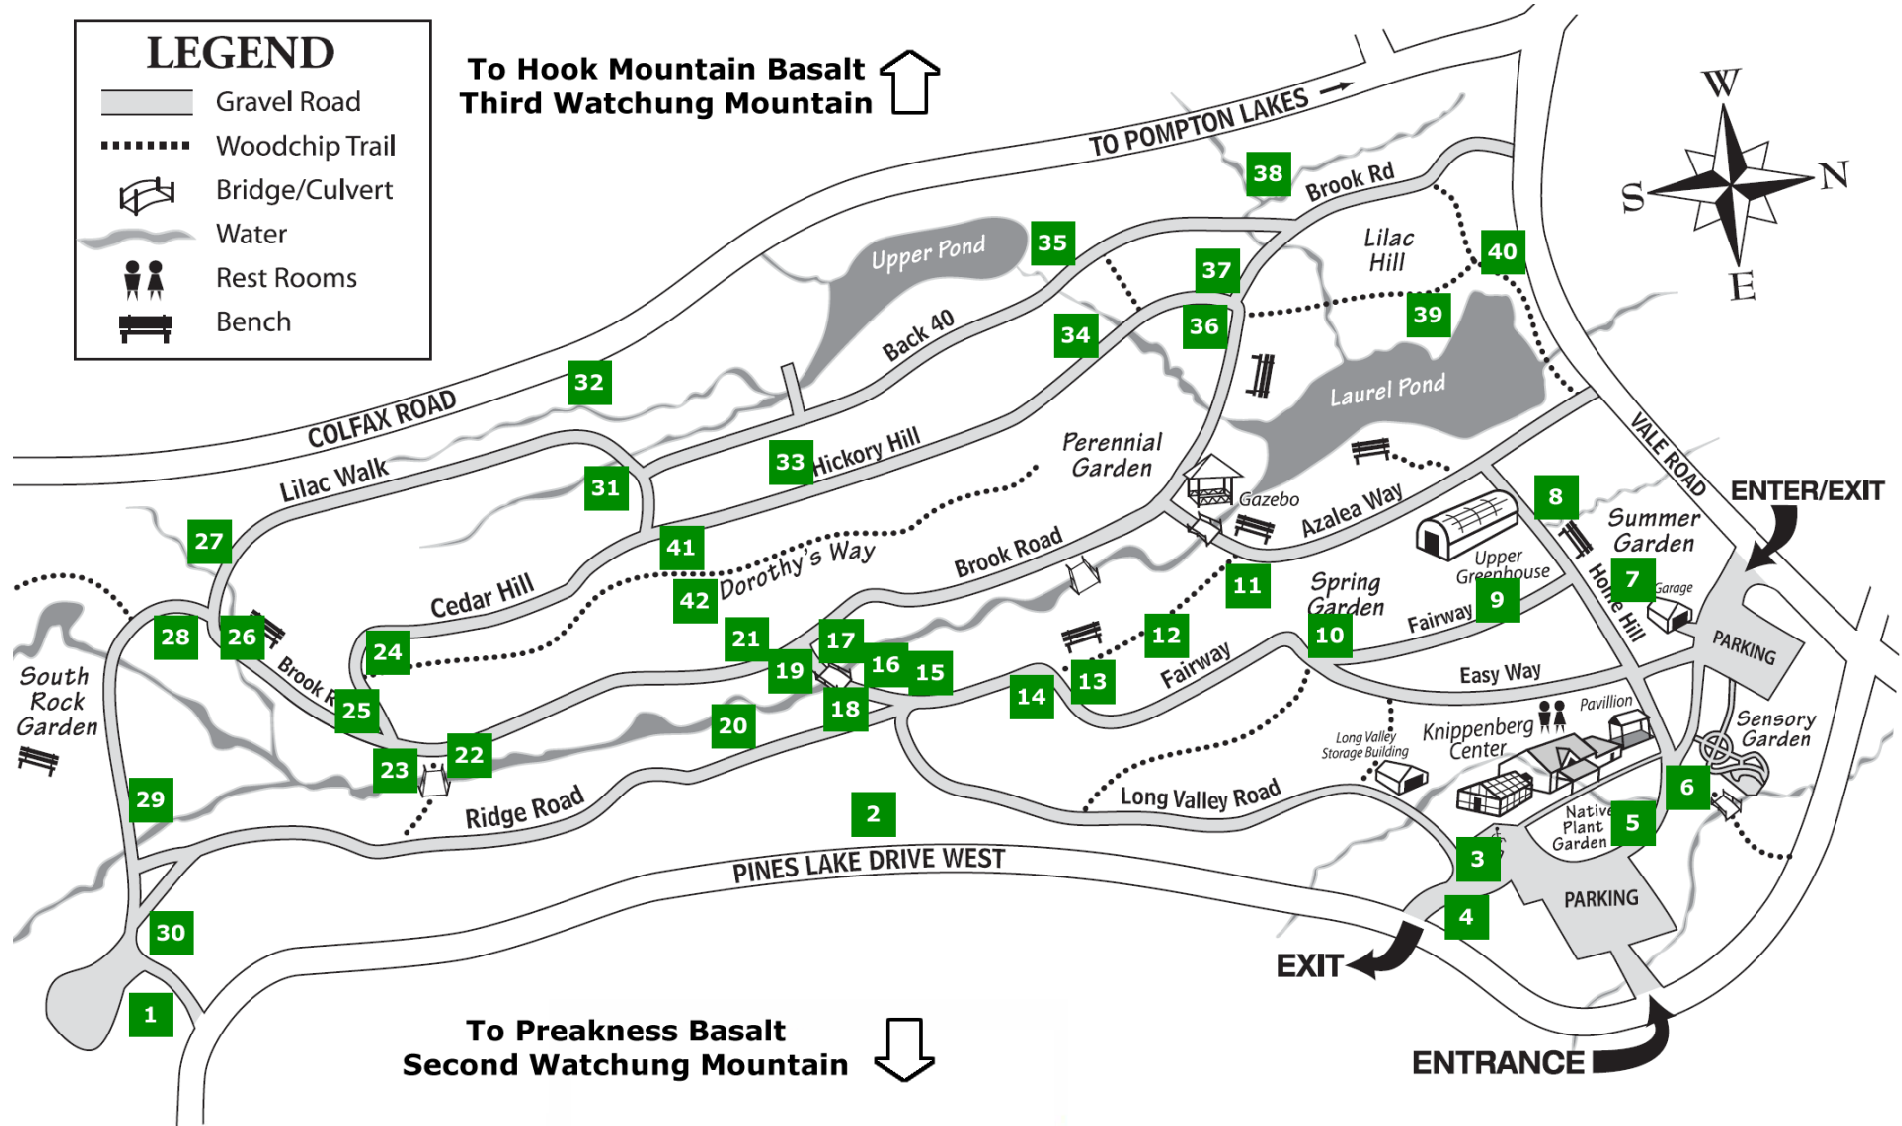 LEGEND
Gravel Road
Woodchip Trail
Bridge/Culvert
Water
Rest Rooms
Bench
To Hook Mountain Basalt
Third Watchung Mountain
TO POMPTON LAKES
W
N
S
E
38
Brook Rd
35
Upper Pond
37
Lilac
Hill
40
39
36
34
Back 40
32
COLFAX ROAD
Laurel Pond
VALE ROAD
Perennial
Garden
33
Hickory Hill
Lilac Walk
31
Gazebo
Azalea Way
8
ENTER/EXIT
Summer
Garden
27
41
Dorothy's Way
Brook Road
Upper
Greenhouse
Home Hill
7
Garage
Cedar Hill
42
11
Spring
Garden
9
Fairway
28
26
24
21
17
12
10
PARKING
South
Rock
Garden
Brook R
19
16
15
13
Fairway
Easy Way
25
20
18
14
Knippenberg
Center
Pavillion
Sensory
Garden
Long Valley
Storage Building
23
22
29
Ridge Road
2
Long Valley Road
6
Native
Plant
Garden
5
3
PINES LAKE DRIVE WEST
PARKING
4
30
EXIT
1
To Preakness Basalt
Second Watchung Mountain
ENTRANCE